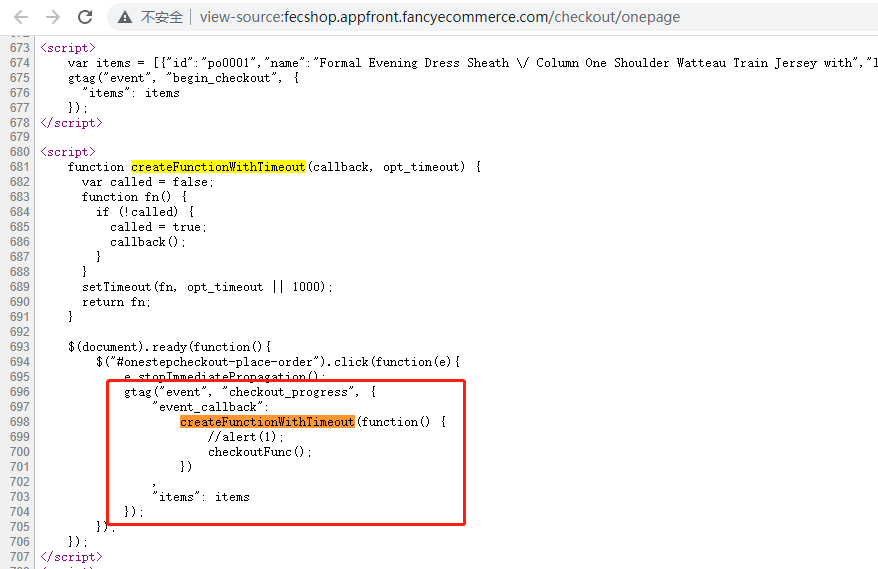 不安全 | view-source:fecshop.appfront.fancyecommerce.com/checkout/onepage
673 <script>
674 var items = [{"id":"po0001","name":"Formal Evening Dress Sheath \/ Column One Shoulder Watteau Train Jersey with","l
675 gtag("event", "begin_checkout", {
676 "items": items
677 });
678 </script>
679
680 <script>
681 function createFunctionWithTimeout(callback, opt_timeout) {
682 var called = false;
683 function fn() {
684 if (!called) {
685 called = true;
686 callback();
687 }
688 }
689 setTimeout(fn, opt_timeout || 1000);
690 return fn;
691 }
692
693 $(document).ready(function(){
694 $("#onestepcheckout-place-order").click(function(e){
695 e.stopImmediatePropagation();
696 gtag("event", "checkout_progress", {
697 "event_callback":
698 createFunctionWithTimeout(function() {
699 //alert(1);
700 checkoutFunc();
701 })
702 ,
703 "items": items
704 });
705 });
706 });
707 </script>